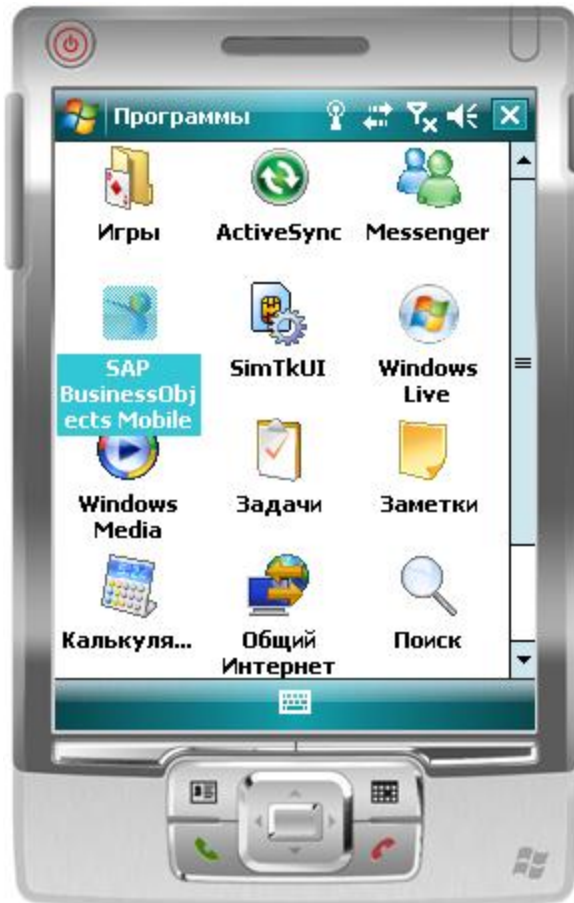 Программы
Игры
ActiveSync
Messenger
SAP
BusinessObj
ects Mobile
SimTkUI
Windows
Live
Windows
Media
Задачи
Заметки
Калькуля...
Общий
Интернет
Поиск